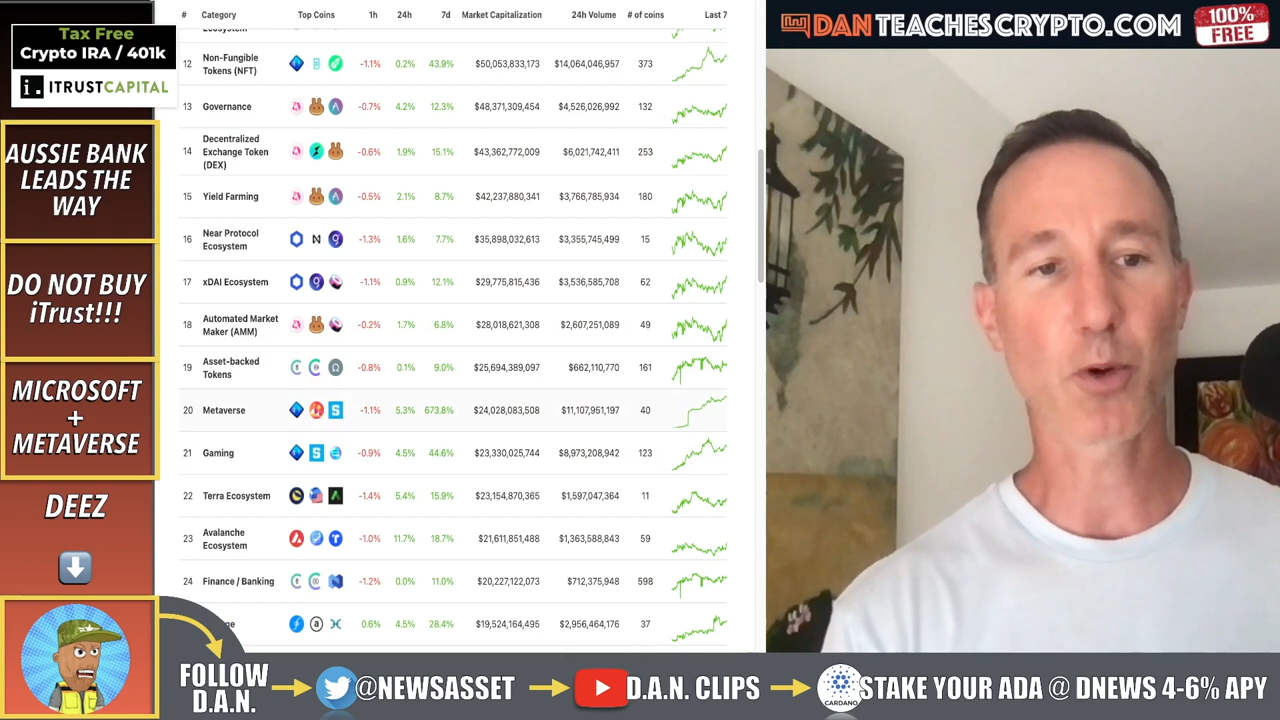 Tax Free
Crypto IRA / 401k
i. ITRUSTCAPITAL
AUSSIE BANK
LEADS THE
WAY
DO NOT BUY
iTrust!!!
MICROSOFT
+
METAVERSE
DEEZ
DANTEACHESCRYPTO.COM
100%
FREE
# Category Top Coins 1h 24h 7d Market Capitalization 24h Volume # of coins Last 7
Ecosystem
12 Non-Fungible Tokens (NFT) -1.1% 0.2% 43.9% $50,053,833,173 $14,064,046,957 373
13 Governance -0.7% 4.2% 12.3% $48,371,309,454 $4,526,026,992 132
14 Decentralized Exchange Token (DEX) -0.6% 1.9% 15.1% $43,362,772,009 $6,021,742,411 253
15 Yield Farming -0.5% 2.1% 8.7% $42,237,880,341 $3,766,785,934 180
16 Near Protocol Ecosystem -1.3% 1.6% 7.7% $35,898,032,613 $3,355,745,499 15
17 xDAI Ecosystem -1.1% 0.9% 12.1% $29,775,815,436 $3,536,585,708 62
18 Automated Market Maker (AMM) -0.2% 1.7% 6.8% $28,018,621,308 $2,607,251,089 49
19 Asset-backed Tokens -0.8% 0.1% 9.0% $25,694,389,097 $662,110,770 161
20 Metaverse -1.1% 5.3% 673.8% $24,028,083,508 $11,107,951,197 40
21 Gaming -0.9% 4.5% 44.6% $23,330,025,744 $8,973,208,942 123
22 Terra Ecosystem -1.4% 5.4% 15.9% $23,154,870,365 $1,597,047,364 11
23 Avalanche Ecosystem -1.0% 11.7% 18.7% $21,611,851,488 $1,363,588,843 59
24 Finance / Banking -1.2% 0.0% 11.0% $20,227,122,073 $712,375,948 598
0.6% 4.5% 28.4% $19,524,164,495 $2,956,464,176 37
FOLLOW
D.A.N.
@NEWSASSET
D.A.N. CLIPS
CARDANO
STAKE YOUR ADA @ DNEWS 4-6% APY